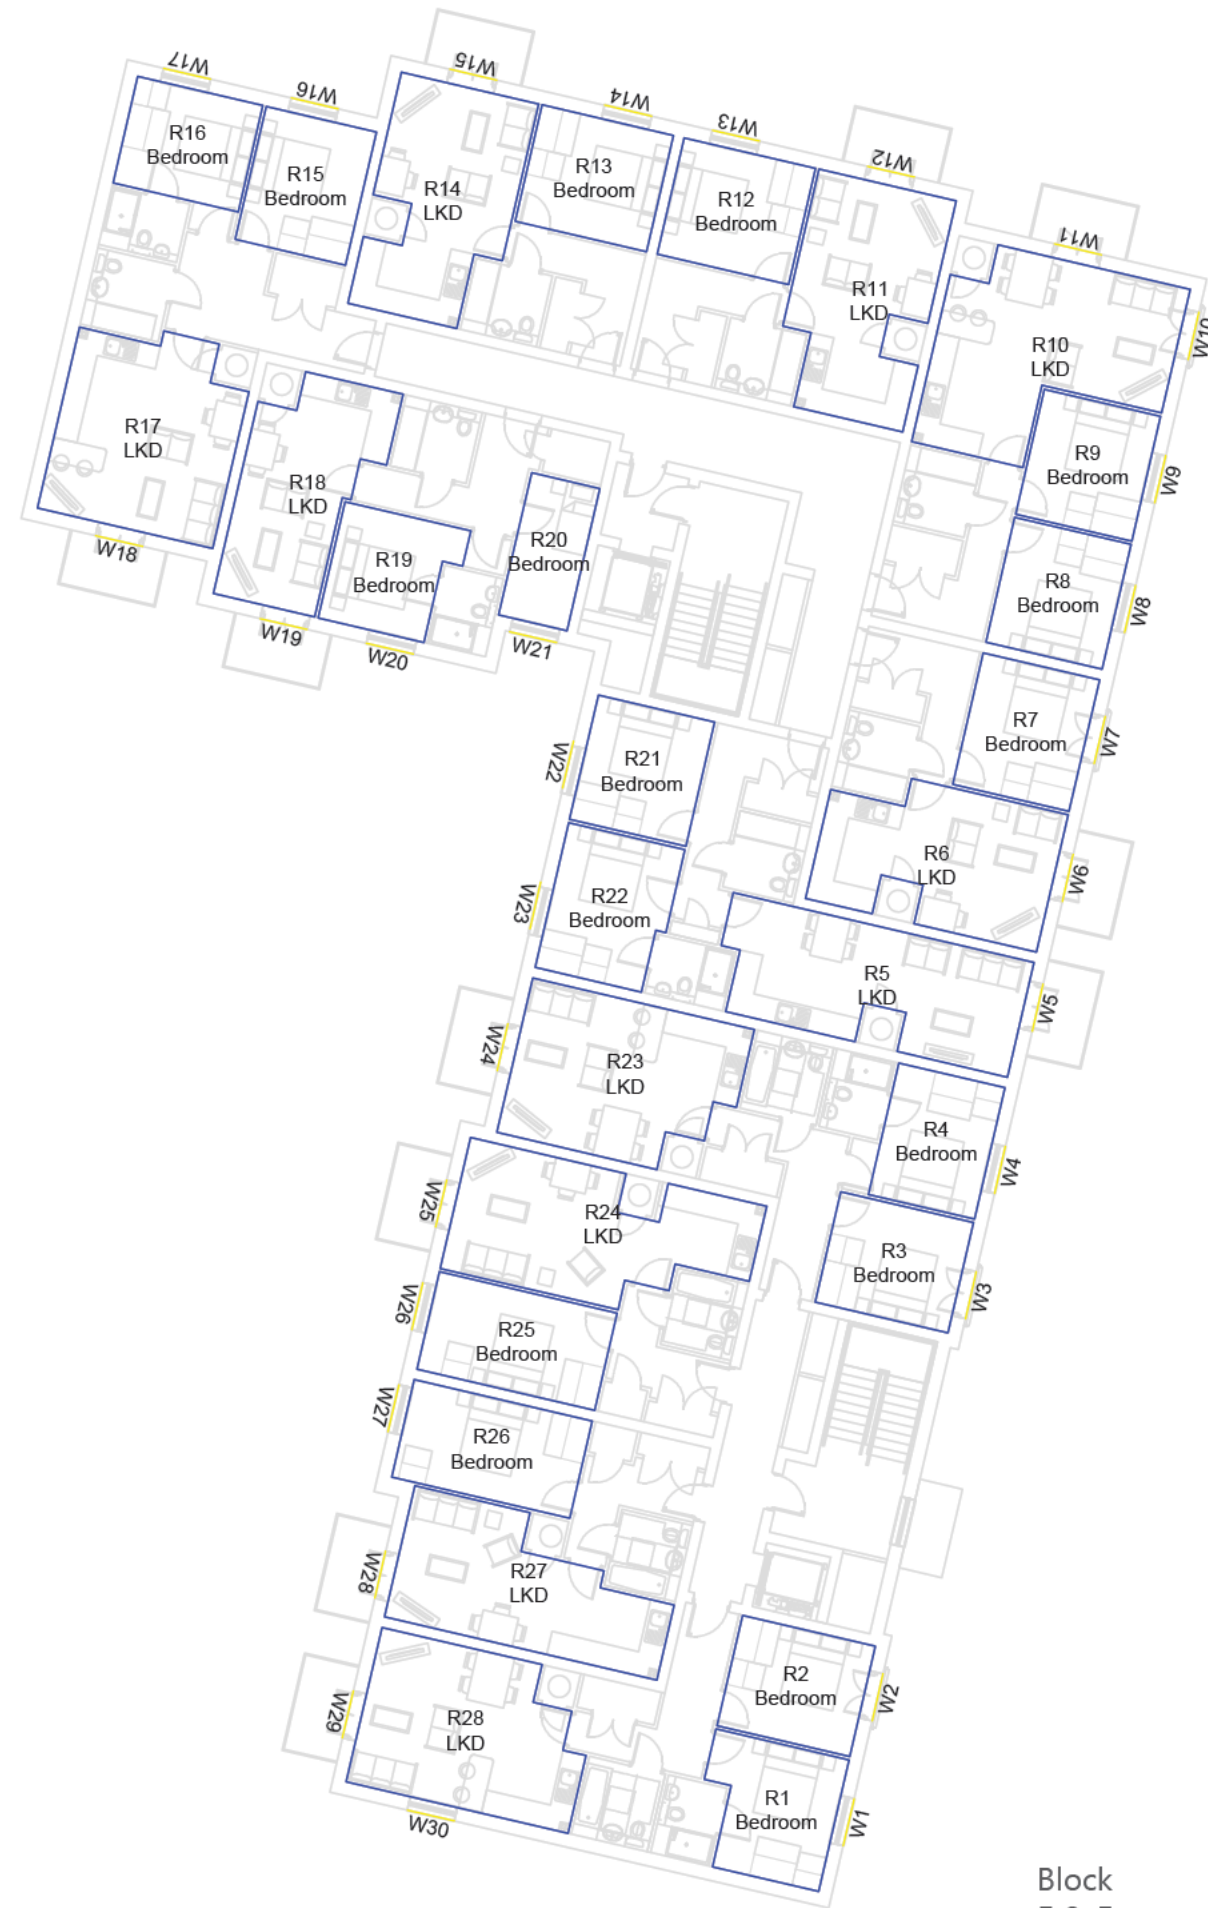 W17
W16
W15
W14
W13
W12
W11
W10
R16
Bedroom
R15
Bedroom
R14
LKD
R13
Bedroom
R12
Bedroom
R11
LKD
R10
LKD
R9
Bedroom
W9
R17
LKD
R18
LKD
R19
Bedroom
R20
Bedroom
R8
Bedroom
W8
W18
W19
W20
W21
R7
Bedroom
W7
R21
Bedroom
W22
R6
LKD
W6
R22
Bedroom
W23
R5
LKD
W5
R23
LKD
W24
R4
Bedroom
W4
R24
LKD
W25
R3
Bedroom
W3
W26
R25
Bedroom
W27
R26
Bedroom
R27
LKD
W28
R2
Bedroom
W2
R28
LKD
W29
R1
Bedroom
W1
W30
Block